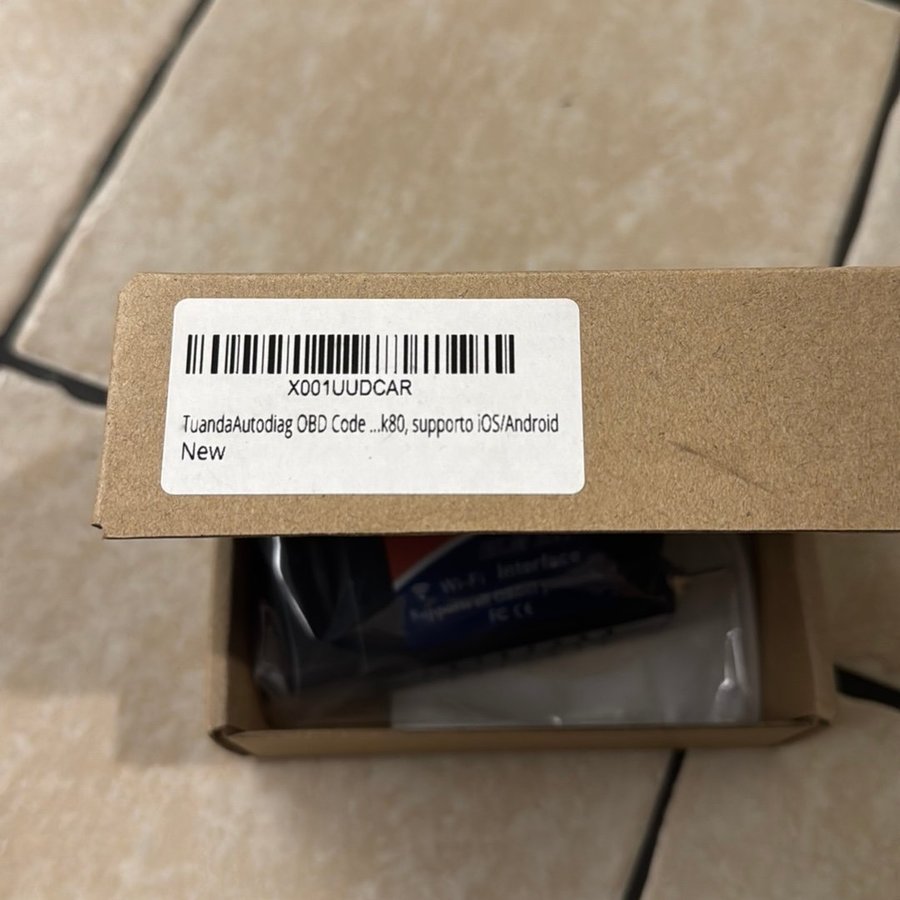 X001UUDCAR
TuandaAutodiag OBD Code ...k80, supporto iOS/Android
New
Wi-Fi Interface
FC CE